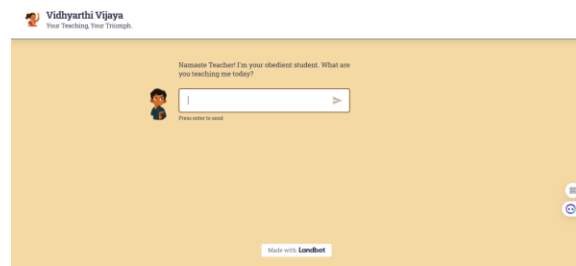 Vidhyarthi Vijaya
Your Teaching, Your Triumph.
Namaste Teacher! I'm your obedient student. What are
you teaching me today?
Press enter to send
Made with Landbot